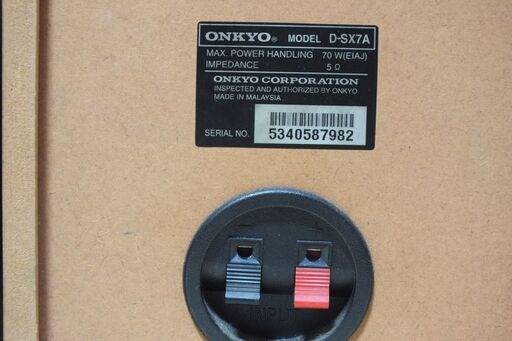 ONKYO® MODEL D-SX7A
MAX. POWER HANDLING 70 W(EIAJ)
IMPEDANCE 5 Ω
ONKYO CORPORATION
INSPECTED AND AUTHORIZED BY ONKYO
MADE IN MALAYSIA
SERIAL NO. 5340587982
INPUT